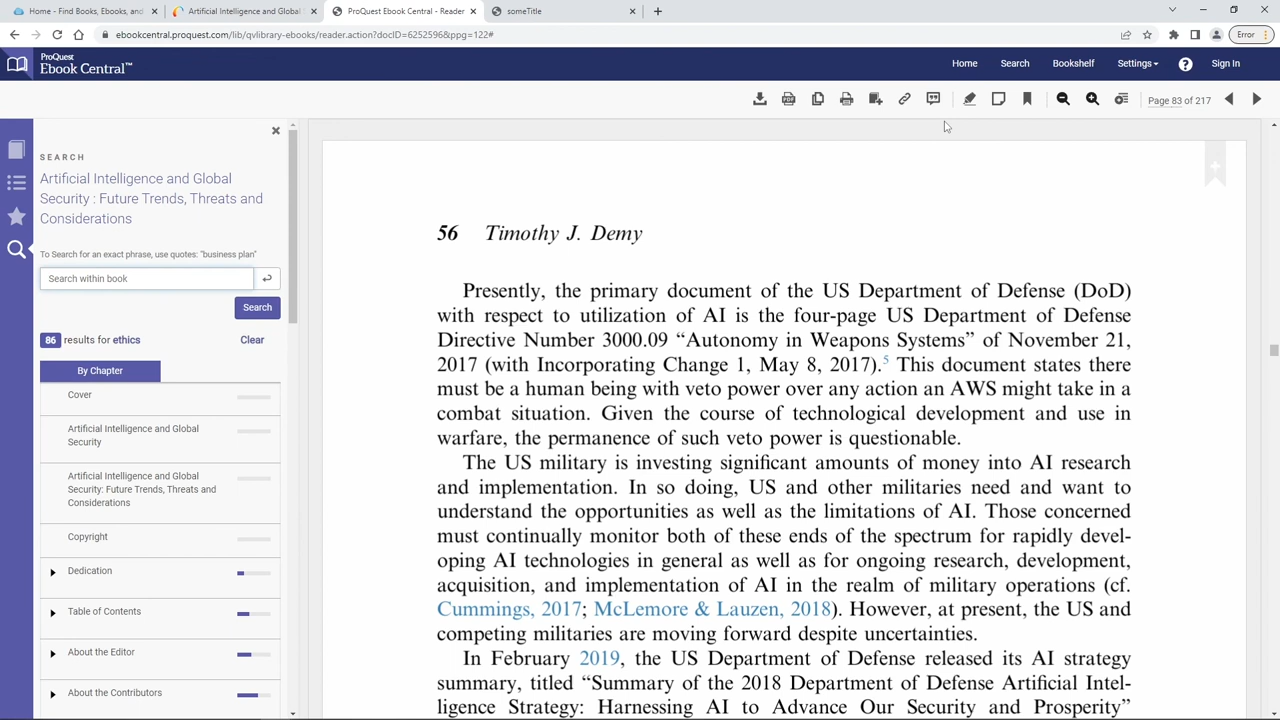 Home - Find Books, Ebooks, and
Artificial Intelligence and Global
ProQuest Ebook Central - Reader
someTitle
ebookcentral.proquest.com/lib/qvlibrary-ebooks/reader.action?docID=6252596&ppg=122#
Error
ProQuest
Ebook Central™
Home
Search
Bookshelf
Settings
?
Sign In
Page 83 of 217
SEARCH
Artificial Intelligence and Global
Security : Future Trends, Threats and
Considerations
To Search for an exact phrase, use quotes: "business plan"
Search within book
Search
86 results for ethics
Clear
By Chapter
Cover
Artificial Intelligence and Global
Security
Artificial Intelligence and Global
Security: Future Trends, Threats and
Considerations
Copyright
Dedication
Table of Contents
About the Editor
About the Contributors
56 Timothy J. Demy
Presently, the primary document of the US Department of Defense (DoD)
with respect to utilization of AI is the four-page US Department of Defense
Directive Number 3000.09 “Autonomy in Weapons Systems” of November 21,
2017 (with Incorporating Change 1, May 8, 2017).5 This document states there
must be a human being with veto power over any action an AWS might take in a
combat situation. Given the course of technological development and use in
warfare, the permanence of such veto power is questionable.
The US military is investing significant amounts of money into AI research
and implementation. In so doing, US and other militaries need and want to
understand the opportunities as well as the limitations of AI. Those concerned
must continually monitor both of these ends of the spectrum for rapidly devel-
oping AI technologies in general as well as for ongoing research, development,
acquisition, and implementation of AI in the realm of military operations (cf.
Cummings, 2017; McLemore & Lauzen, 2018). However, at present, the US and
competing militaries are moving forward despite uncertainties.
In February 2019, the US Department of Defense released its AI strategy
summary, titled “Summary of the 2018 Department of Defense Artificial Intel-
ligence Strategy: Harnessing AI to Advance Our Security and Prosperity”